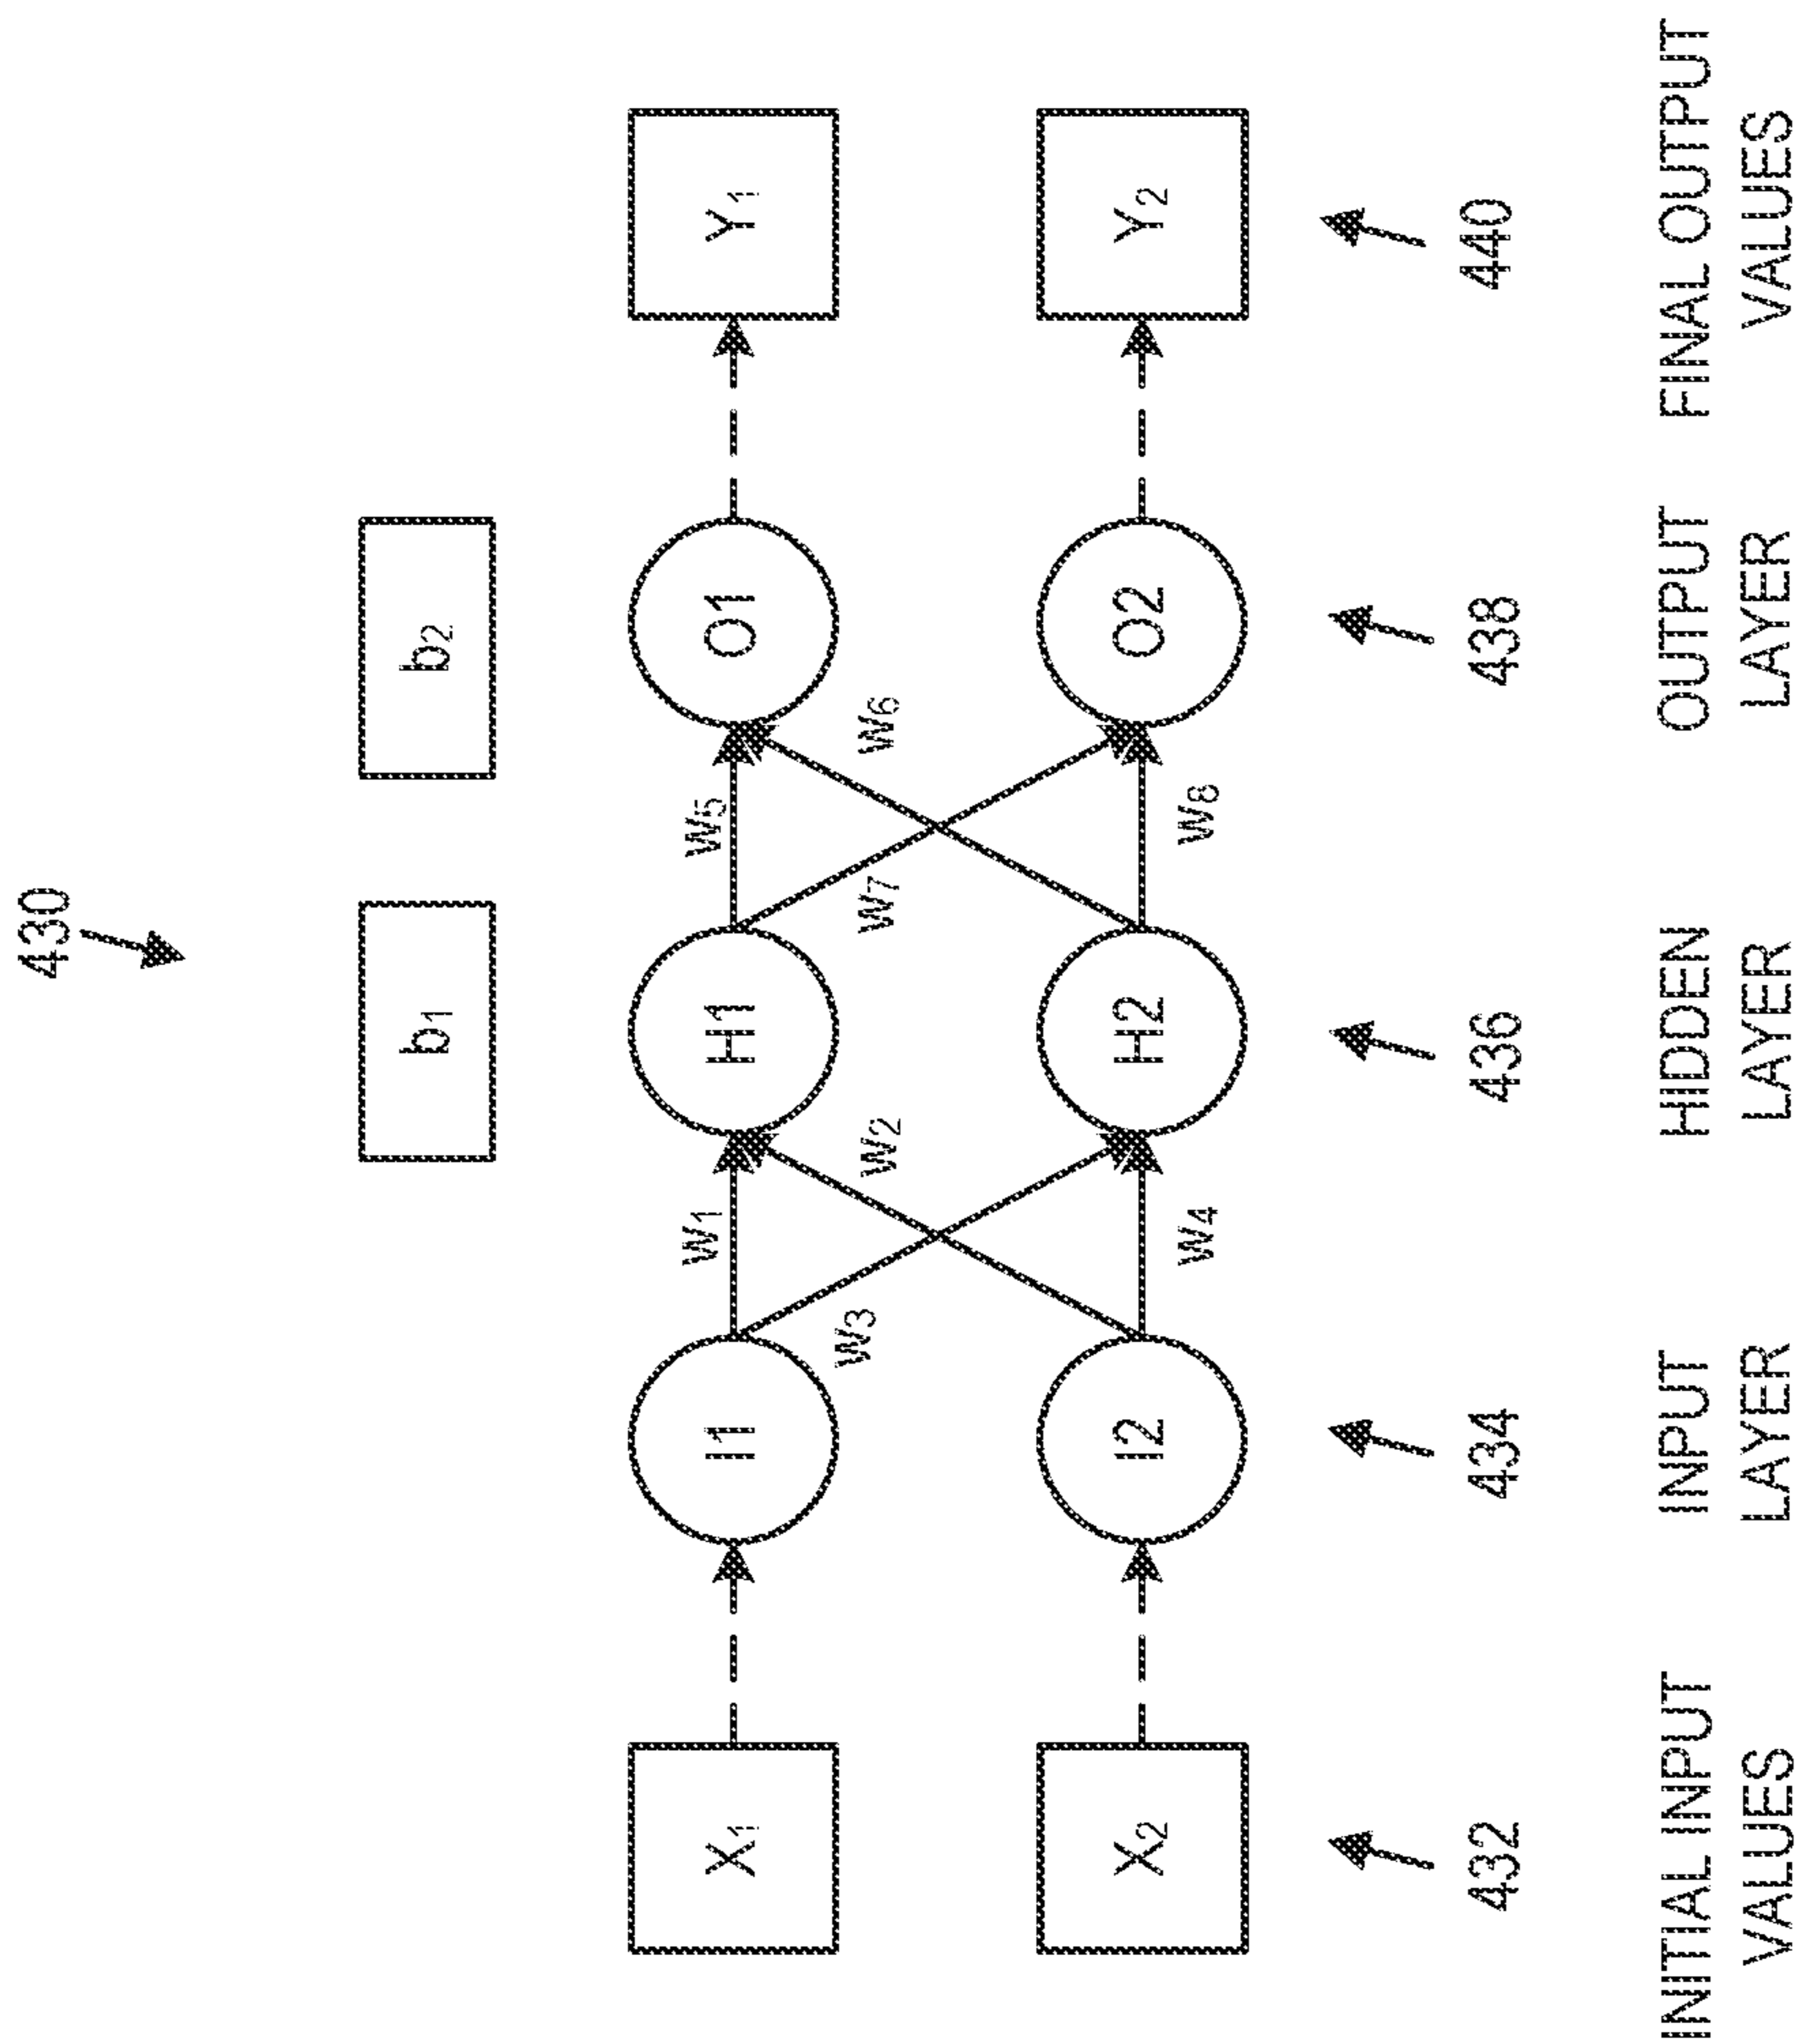 430
b1
b2
X1
I1
w1
H1
w5
O1
Y1
w3
w2
w7
w6
X2
I2
w4
H2
w8
O2
Y2
432
434
436
438
440
INITIAL INPUT
VALUES
INPUT
LAYER
HIDDEN
LAYER
OUTPUT
LAYER
FINAL OUTPUT
VALUES